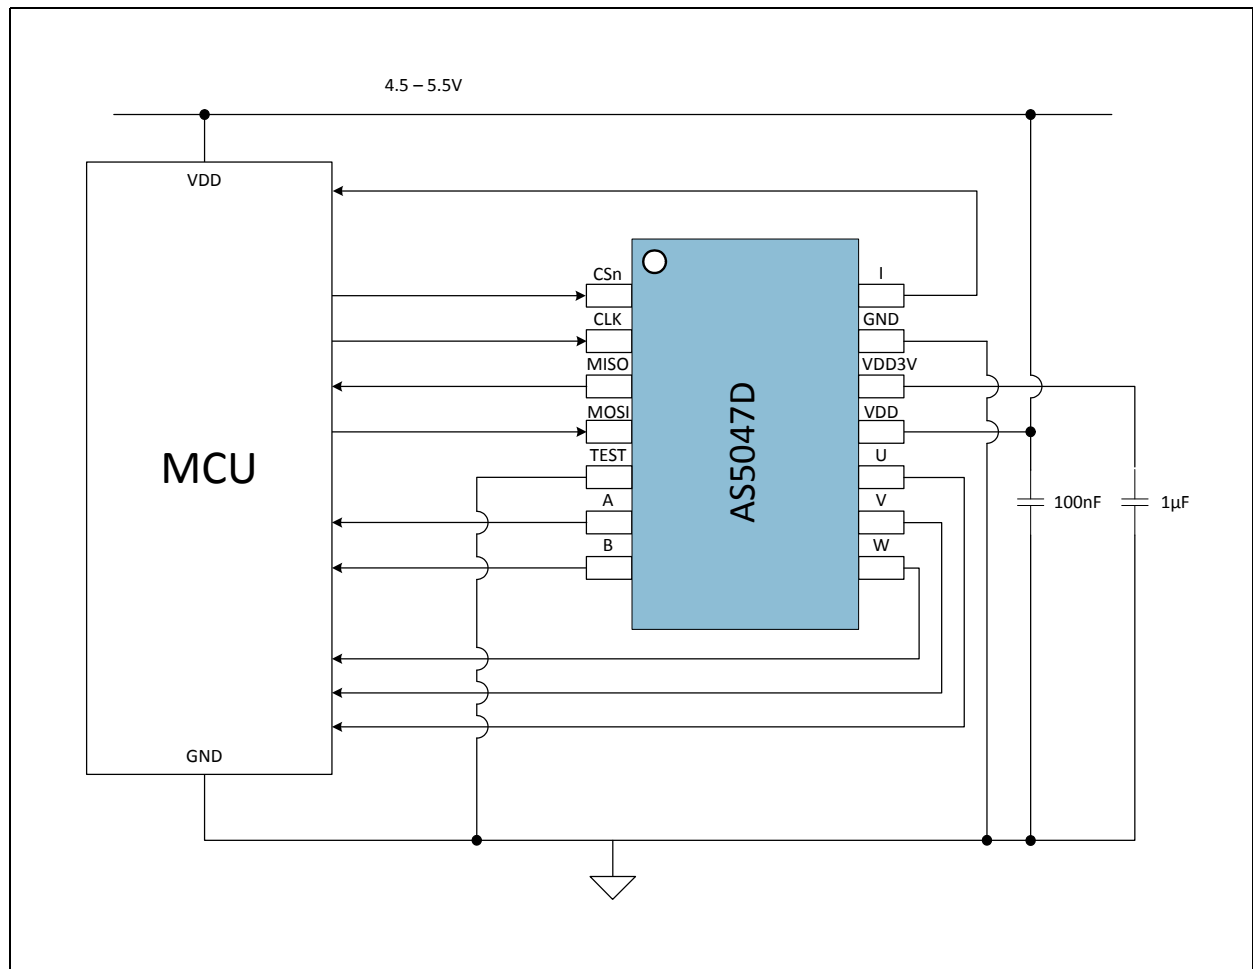 4.5 – 5.5V
VDD
CSn
I
CLK
GND
MISO
VDD3V
MOSI
VDD
TEST
U
MCU
AS5047D
A
V
100nF
1µF
B
W
GND